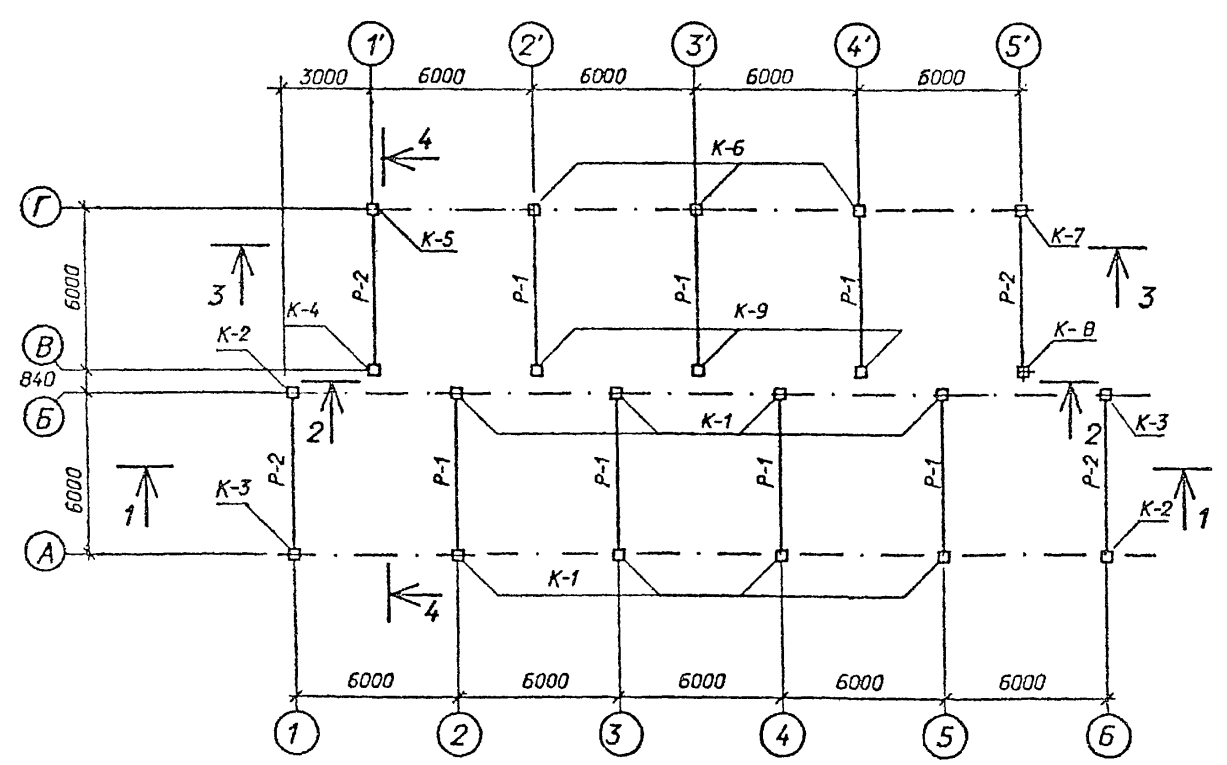 1' 2' 3' 4' 5'
3000 6000 6000 6000 6000
4
К-6
Г
К-5 К-7
3 3
6000 Р-2 Р-1 Р-1 Р-1 Р-2
К-4 К-9
К-2 К-8
В
840
Б
2 К-1 2 К-3
6000 Р-2 Р-1 Р-1 Р-1 Р-1 Р-2
К-3 К-2
1 1
А
К-1
4
6000 6000 6000 6000 6000
1 2 3 4 5 6